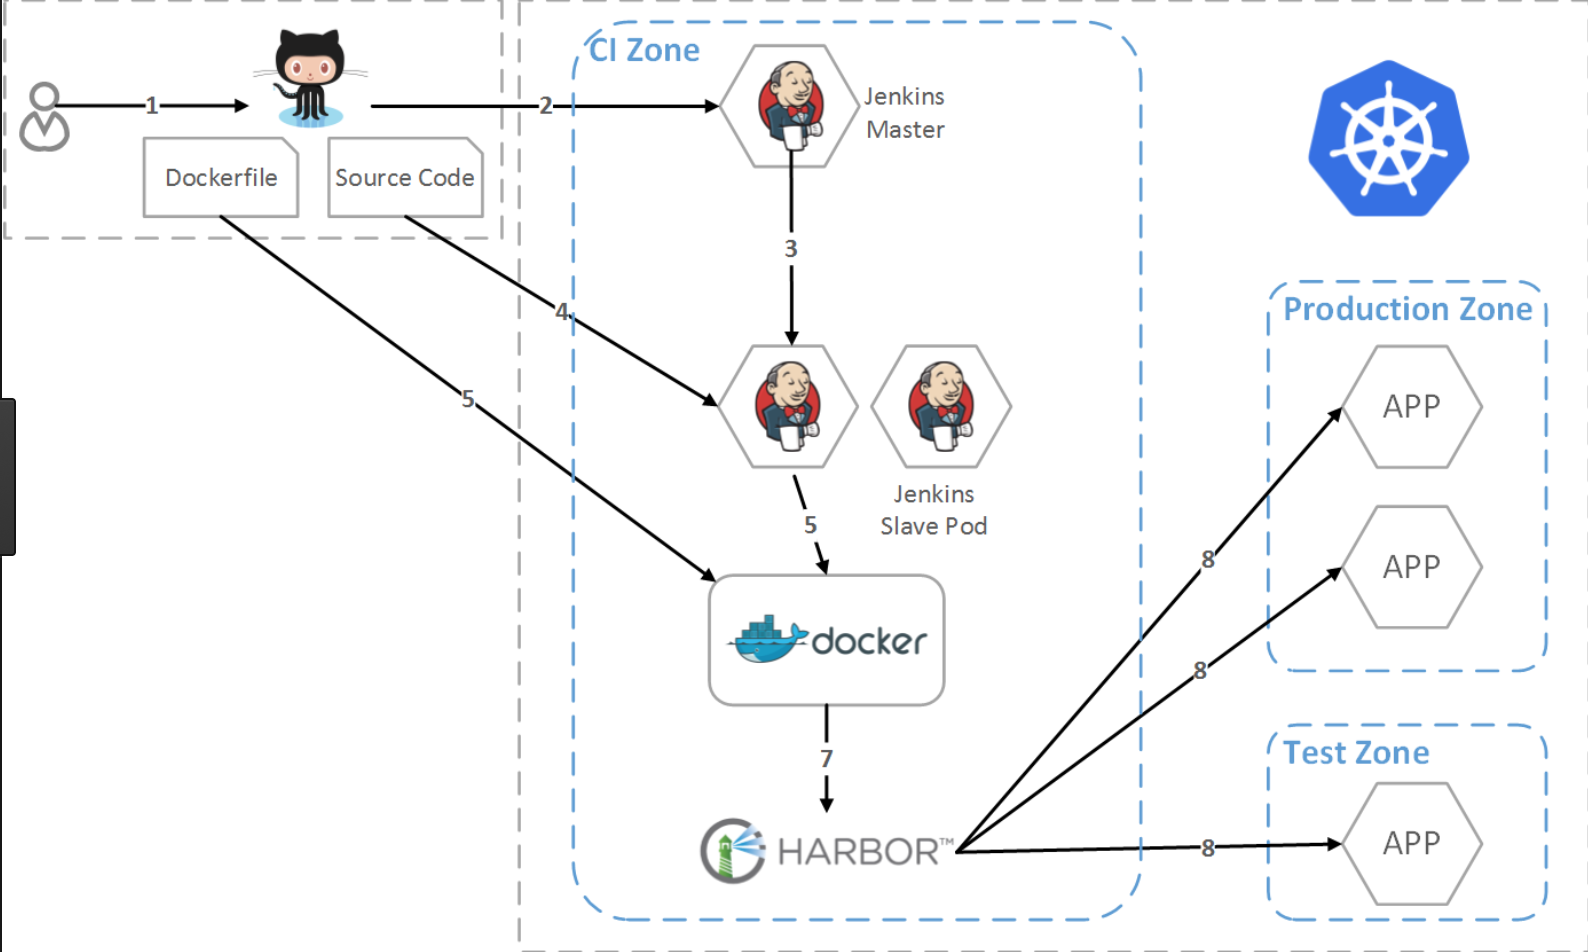 CI Zone
1
2
Jenkins
Master
Dockerfile
Source Code
3
Production Zone
4
5
APP
Jenkins
Slave Pod
5
8
APP
docker
8
Test Zone
7
HARBOR™
8
APP